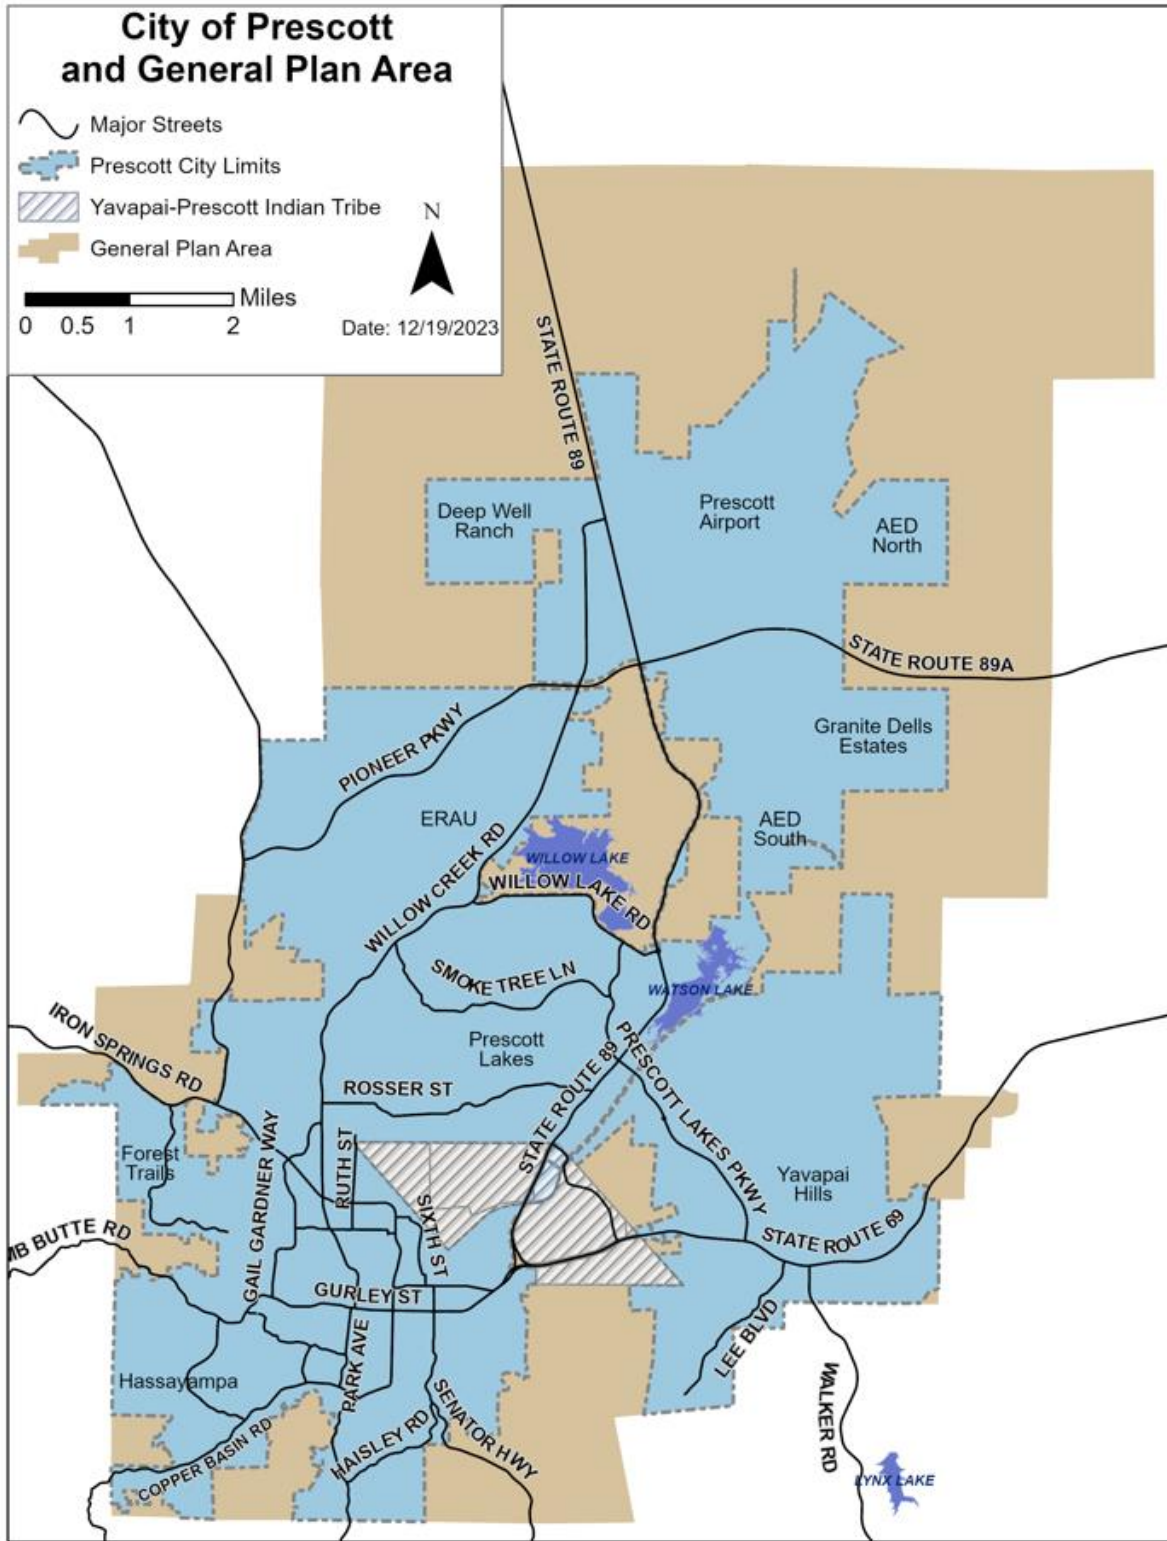 City of Prescott
and General Plan Area
Major Streets
Prescott City Limits
Yavapai-Prescott Indian Tribe
General Plan Area
N
Miles
0 0.5 1 2
Date: 12/19/2023
STATE ROUTE 89
Deep Well
Ranch
Prescott
Airport
AED
North
STATE ROUTE 89A
PIONEER PKWY
Granite Dells
Estates
ERAU
AED
South
WILLOW CREEK RD
WILLOW LAKE
WILLOW LAKE RD
SMOKE TREE LN
WATSON LAKE
IRON SPRINGS RD
Prescott
Lakes
PRESCOTT LAKES PKWY
STATE ROUTE 89
ROSSER ST
Forest
Trails
GAIL GARDNER WAY
RUTH ST
SIXTH ST
Yavapai
Hills
MB BUTTE RD
STATE ROUTE 69
GURLEY ST
LEE BLVD
PARK AVE
WALKER RD
Hassayampa
COPPER BASIN RD
HAISLEY RD
SENATOR HWY
LYNX LAKE